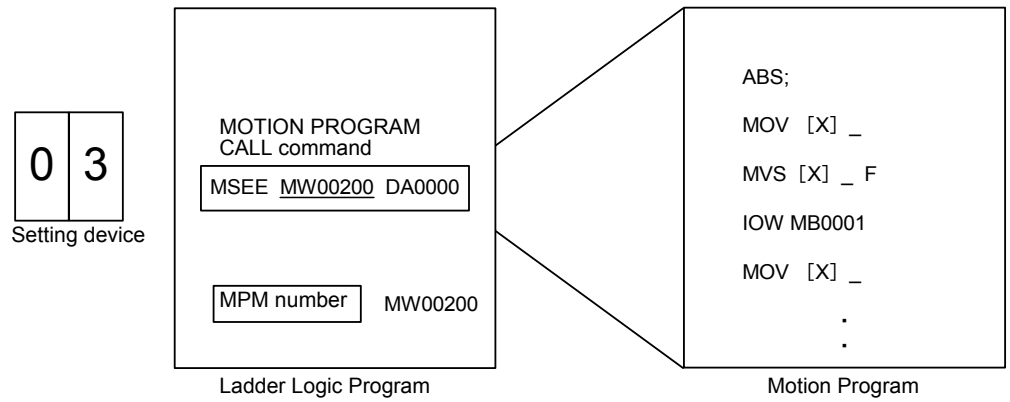 0 3
Setting device
MOTION PROGRAM
CALL command
MSEE MW00200 DA0000
MPM number MW00200
Ladder Logic Program
ABS;
MOV [X] _
MVS [X] _ F
IOW MB0001
MOV [X] _
.
.
Motion Program